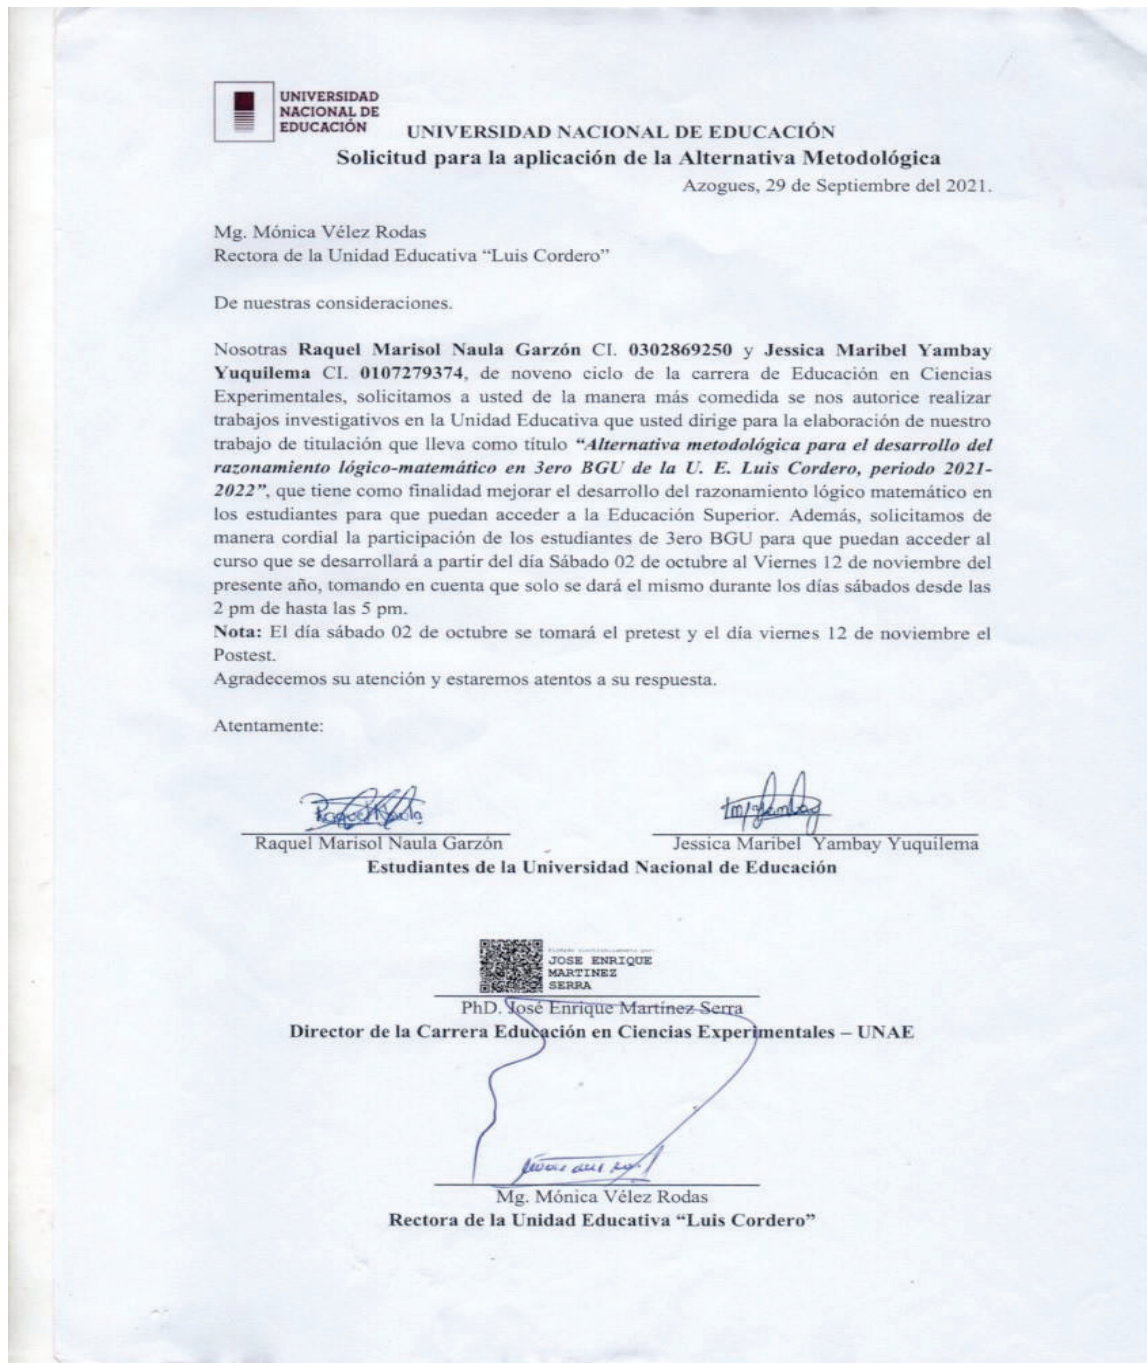 UNIVERSIDAD
NACIONAL DE
EDUCACIÓN
UNIVERSIDAD NACIONAL DE EDUCACIÓN
Solicitud para la aplicación de la Alternativa Metodológica
Azogues, 29 de Septiembre del 2021.
Mg. Mónica Vélez Rodas
Rectora de la Unidad Educativa “Luis Cordero”
De nuestras consideraciones.
Nosotras Raquel Marisol Naula Garzón CI. 0302869250 y Jessica Maribel Yambay
Yuquilema CI. 0107279374, de noveno ciclo de la carrera de Educación en Ciencias
Experimentales, solicitamos a usted de la manera más comedida se nos autorice realizar
trabajos investigativos en la Unidad Educativa que usted dirige para la elaboración de nuestro
trabajo de titulación que lleva como título “Alternativa metodológica para el desarrollo del
razonamiento lógico-matemático en 3ero BGU de la U. E. Luis Cordero, periodo 2021-
2022”, que tiene como finalidad mejorar el desarrollo del razonamiento lógico matemático en
los estudiantes para que puedan acceder a la Educación Superior. Además, solicitamos de
manera cordial la participación de los estudiantes de 3ero BGU para que puedan acceder al
curso que se desarrollará a partir del día Sábado 02 de octubre al Viernes 12 de noviembre del
presente año, tomando en cuenta que solo se dará el mismo durante los días sábados desde las
2 pm de hasta las 5 pm.
Nota: El día sábado 02 de octubre se tomará el pretest y el día viernes 12 de noviembre el
Postest.
Agradecemos su atención y estaremos atentos a su respuesta.
Atentamente:
Raquel Marisol Naula Garzón
Jessica Maribel Yambay Yuquilema
Estudiantes de la Universidad Nacional de Educación
JOSE ENRIQUE
MARTINEZ
SERRA
PhD. José Enrique Martínez Serra
Director de la Carrera Educación en Ciencias Experimentales – UNAE
Mg. Mónica Vélez Rodas
Rectora de la Unidad Educativa “Luis Cordero”